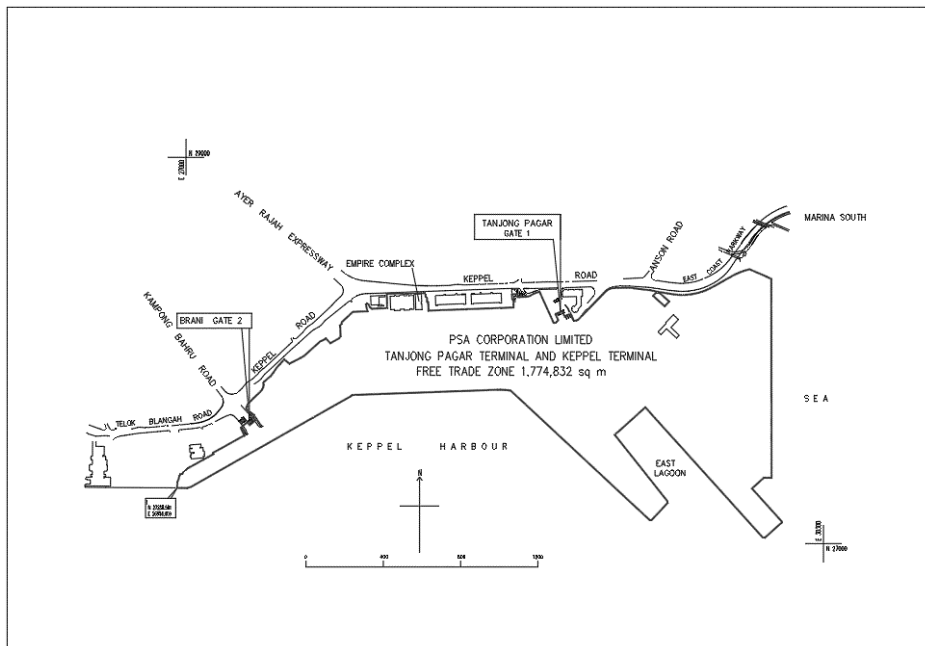 N 29000
E 27000
AYER RAJAH EXPRESSWAY
TANJONG PAGAR
GATE 1
ANSON ROAD
EAST COAST PARKWAY
MARINA SOUTH
EMPIRE COMPLEX
KEPPEL ROAD
KAMPONG BAHRU ROAD
BRANI GATE 2
KEPPEL ROAD
PSA CORPORATION LIMITED
TANJONG PAGAR TERMINAL AND KEPPEL TERMINAL
FREE TRADE ZONE 1,774,832 sq m
SEA
TELOK BLANGAH ROAD
KEPPEL HARBOUR
EAST
LAGOON
N
0 400 800 1200
N 27000